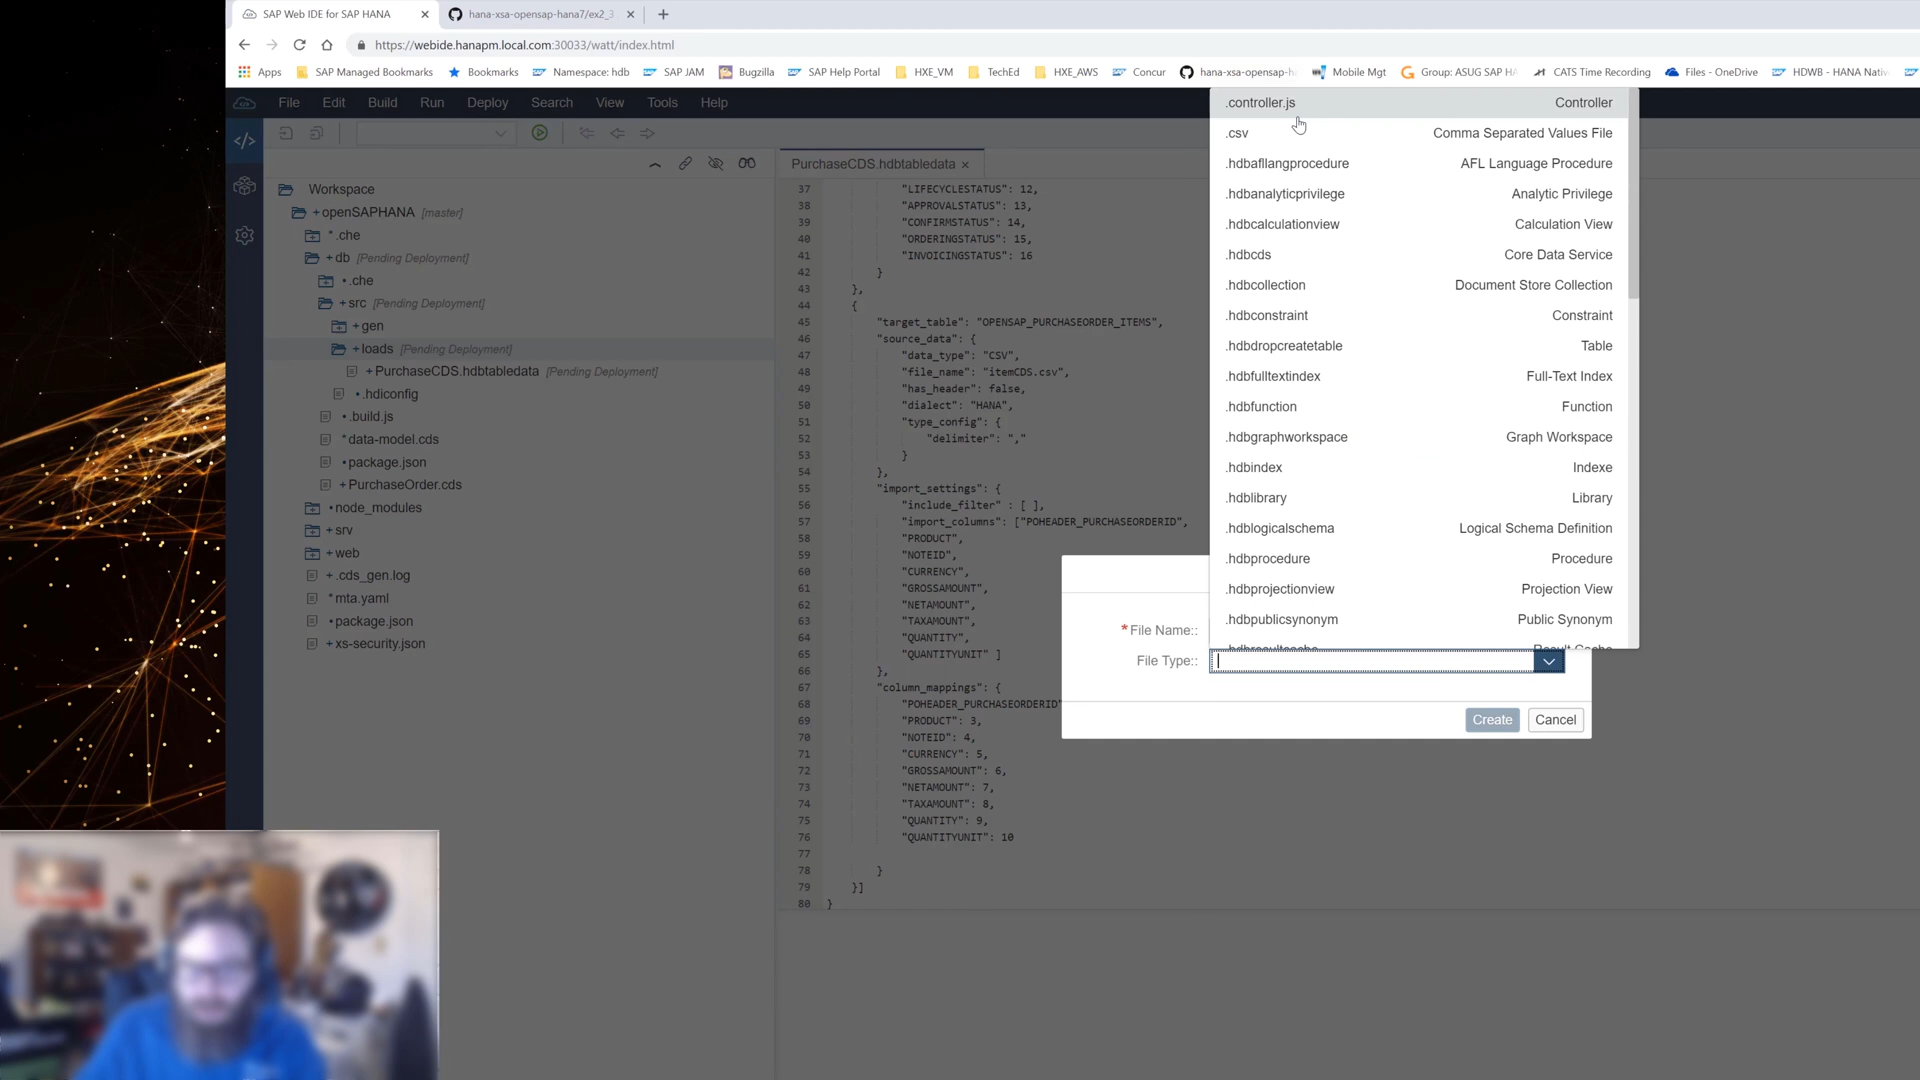 SAP Web IDE for SAP HANA
hana-xsa-opensap-hana7/ex2_3
https://webide.hanapm.local.com:30033/watt/index.html
Apps SAP Managed Bookmarks Bookmarks Namespace: hdb SAP JAM Bugzilla SAP Help Portal HXE_VM TechEd HXE_AWS Concur hana-xsa-opensap-h Mobile Mgt Group: ASUG SAP H CATS Time Recording Files - OneDrive HDWB - HANA Nativ
File Edit Build Run Deploy Search View Tools Help
PurchaseCDS.hdbtabledata
Workspace
+openSAPHANA [master]
*.che
+db [Pending Deployment]
•.che
+src [Pending Deployment]
+gen
+loads [Pending Deployment]
+PurchaseCDS.hdbtabledata [Pending Deployment]
•.hdiconfig
•.build.js
*data-model.cds
•package.json
+PurchaseOrder.cds
•node_modules
+srv
+web
+.cds_gen.log
*mta.yaml
•package.json
+xs-security.json
37 "LIFECYCLESTATUS": 12,
38 "APPROVALSTATUS": 13,
39 "CONFIRMSTATUS": 14,
40 "ORDERINGSTATUS": 15,
41 "INVOICINGSTATUS": 16
42 }
43 },
44 {
45 "target_table": "OPENSAP_PURCHASEORDER_ITEMS",
46 "source_data": {
47 "data_type": "CSV",
48 "file_name": "itemCDS.csv",
49 "has_header": false,
50 "dialect": "HANA",
51 "type_config": {
52 "delimiter": ","
53 }
54 },
55 "import_settings": {
56 "include_filter" : [ ],
57 "import_columns": ["POHEADER_PURCHASEORDERID",
58 "PRODUCT",
59 "NOTEID",
60 "CURRENCY",
61 "GROSSAMOUNT",
62 "NETAMOUNT",
63 "TAXAMOUNT",
64 "QUANTITY",
65 "QUANTITYUNIT" ]
66 },
67 "column_mappings": {
68 "POHEADER_PURCHASEORDERID"
69 "PRODUCT": 3,
70 "NOTEID": 4,
71 "CURRENCY": 5,
72 "GROSSAMOUNT": 6,
73 "NETAMOUNT": 7,
74 "TAXAMOUNT": 8,
75 "QUANTITY": 9,
76 "QUANTITYUNIT": 10
77
78 }
79 }]
80 }
.controller.js Controller
.csv Comma Separated Values File
.hdbafllangprocedure AFL Language Procedure
.hdbanalyticprivilege Analytic Privilege
.hdbcalculationview Calculation View
.hdbcds Core Data Service
.hdbcollection Document Store Collection
.hdbconstraint Constraint
.hdbdropcreatetable Table
.hdbfulltextindex Full-Text Index
.hdbfunction Function
.hdbgraphworkspace Graph Workspace
.hdbindex Indexe
.hdblibrary Library
.hdblogicalschema Logical Schema Definition
.hdbprocedure Procedure
.hdbprojectionview Projection View
.hdbpublicsynonym Public Synonym
.hdbresultcache Result Cache
*File Name::
File Type::
Create Cancel